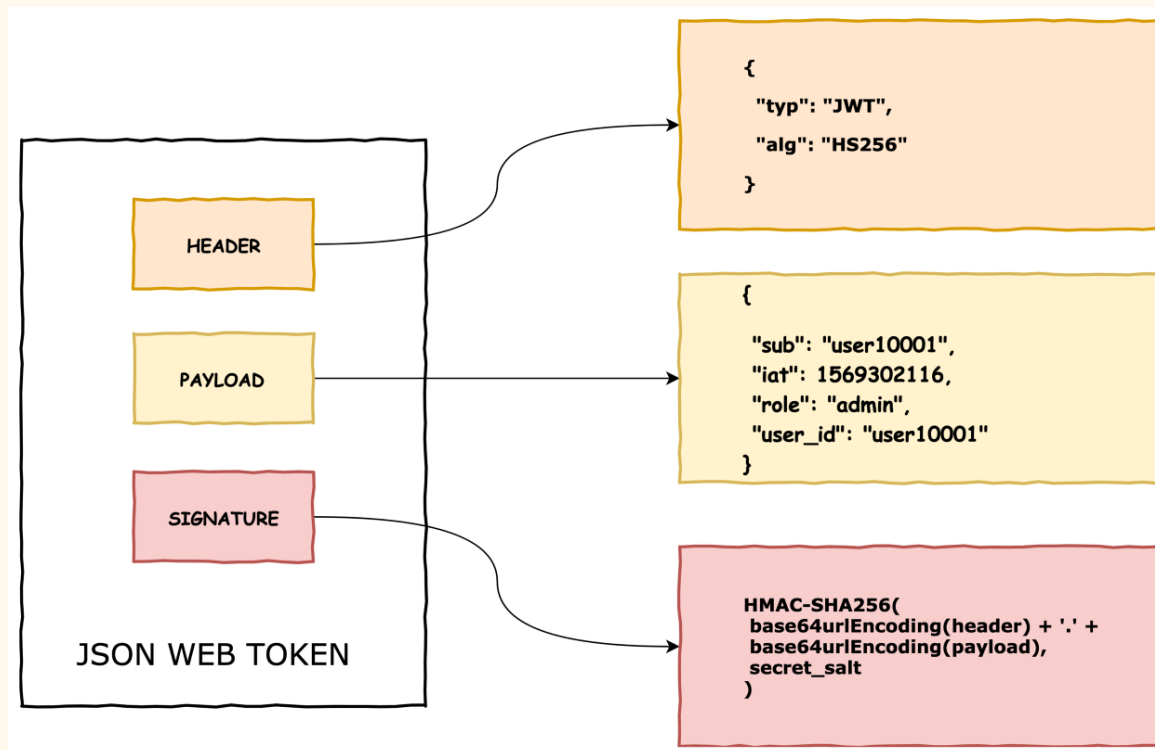 HEADER
PAYLOAD
SIGNATURE
JSON WEB TOKEN
{
"typ": "JWT",
"alg": "HS256"
}
{
"sub": "user10001",
"iat": 1569302116,
"role": "admin",
"user_id": "user10001"
}
HMAC-SHA256(
base64urlEncoding(header) + '.' +
base64urlEncoding(payload),
secret_salt
)